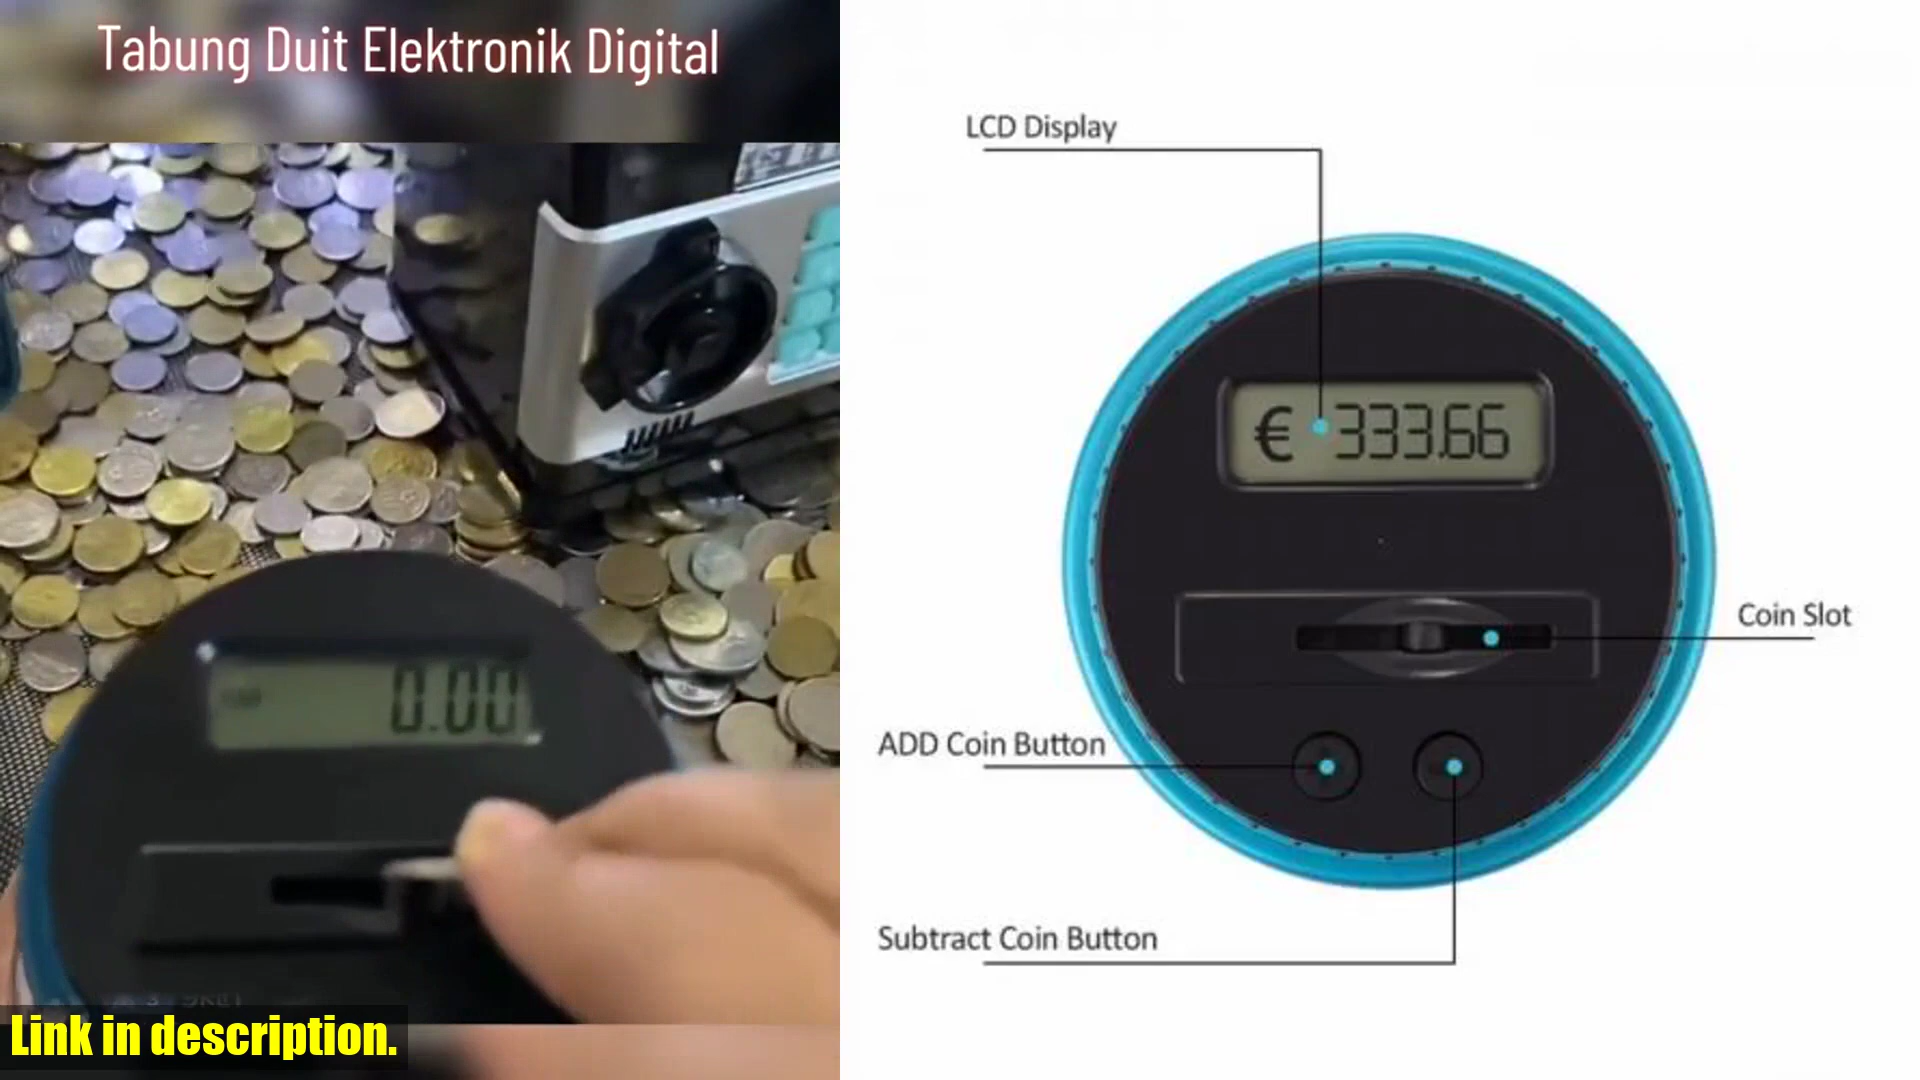 Tabung Duit Elektronik Digital
0.00
Link in description.
LCD Display
€ 333.66
Coin Slot
ADD Coin Button
Subtract Coin Button